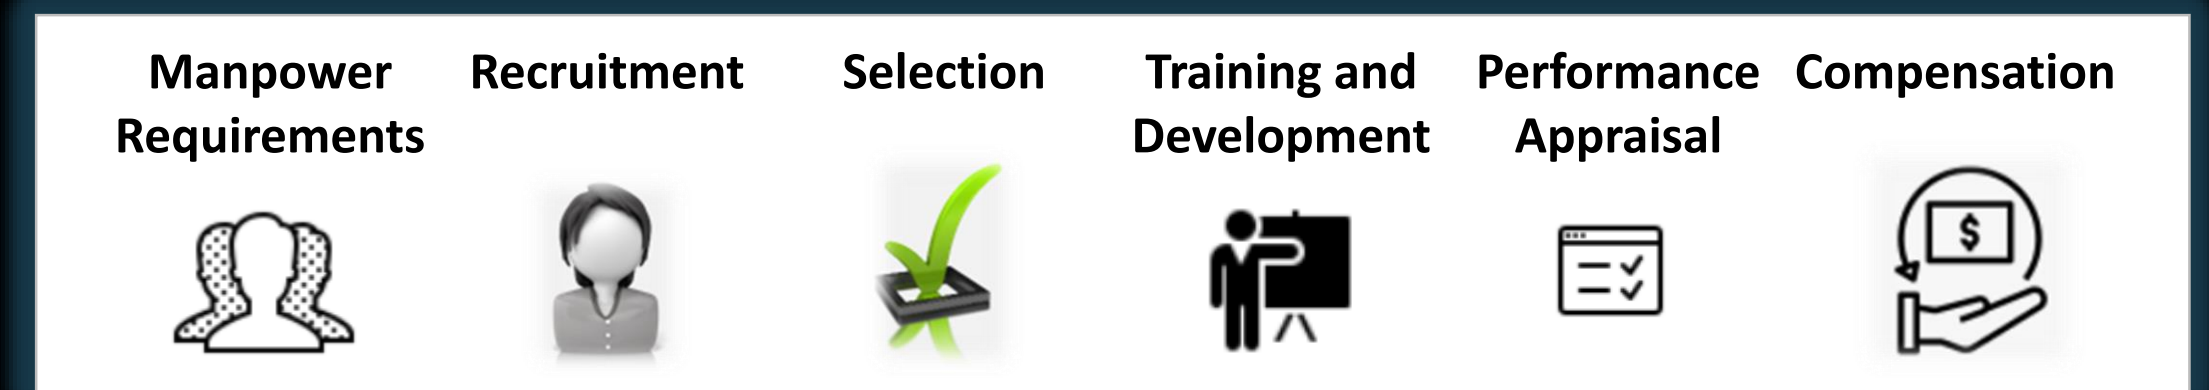 Manpower
Requirements
Recruitment
Selection
Training and
Development
Performance
Appraisal
Compensation
$